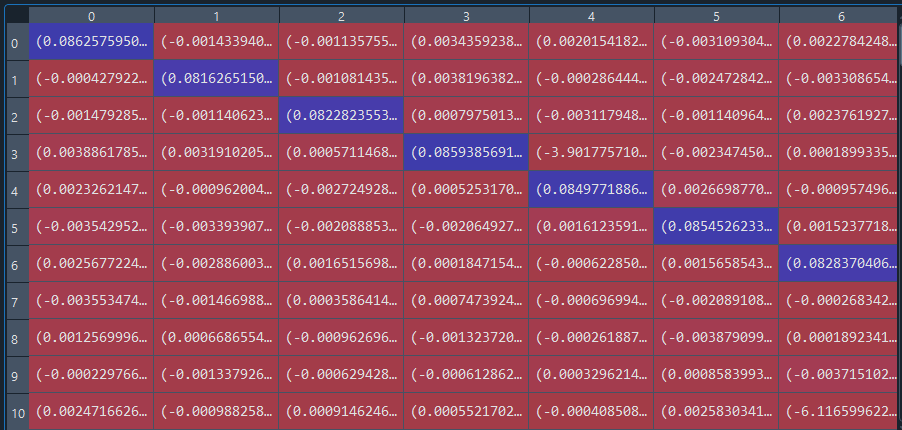 0 1 2 3 4 5 6
0 (0.0862575950… (-0.001433940… (-0.001135755… (0.0034359238… (0.0020154182… (-0.003109304… (0.0022784248…
1 (-0.000427922… (0.0816265150… (-0.001081435… (0.0038196382… (-0.000286444… (-0.002472842… (-0.003308654…
2 (-0.001479285… (-0.001140623… (0.0822823553… (0.0007975013… (-0.003117948… (-0.001140964… (0.0023761927…
3 (0.0038861785… (0.0031910205… (0.0005711468… (0.0859385691… (-3.901775710… (-0.002347450… (0.0001899335…
4 (0.0023262147… (-0.000962004… (-0.002724928… (0.0005253170… (0.0849771886… (0.0026698770… (-0.000957496…
5 (-0.003542952… (-0.003393907… (-0.002088853… (-0.002064927… (0.0016123591… (0.0854526233… (0.0015237718…
6 (0.0025677224… (-0.002886003… (0.0016515698… (0.0001847154… (-0.000622850… (0.0015658543… (0.0828370406…
7 (-0.003553474… (-0.001466988… (0.0003586414… (0.0007473924… (-0.000696994… (-0.002089108… (-0.000268342…
8 (0.0012569996… (0.0006686554… (-0.000962696… (-0.001323720… (-0.000261887… (-0.003879099… (0.0001892341…
9 (-0.000229766… (-0.001337926… (-0.000629428… (-0.000612862… (0.0003296214… (0.0008583993… (-0.003715102…
10 (0.0024716626… (-0.000988258… (0.0009146246… (0.0005521702… (-0.000408508… (0.0025830341… (-6.116599622…